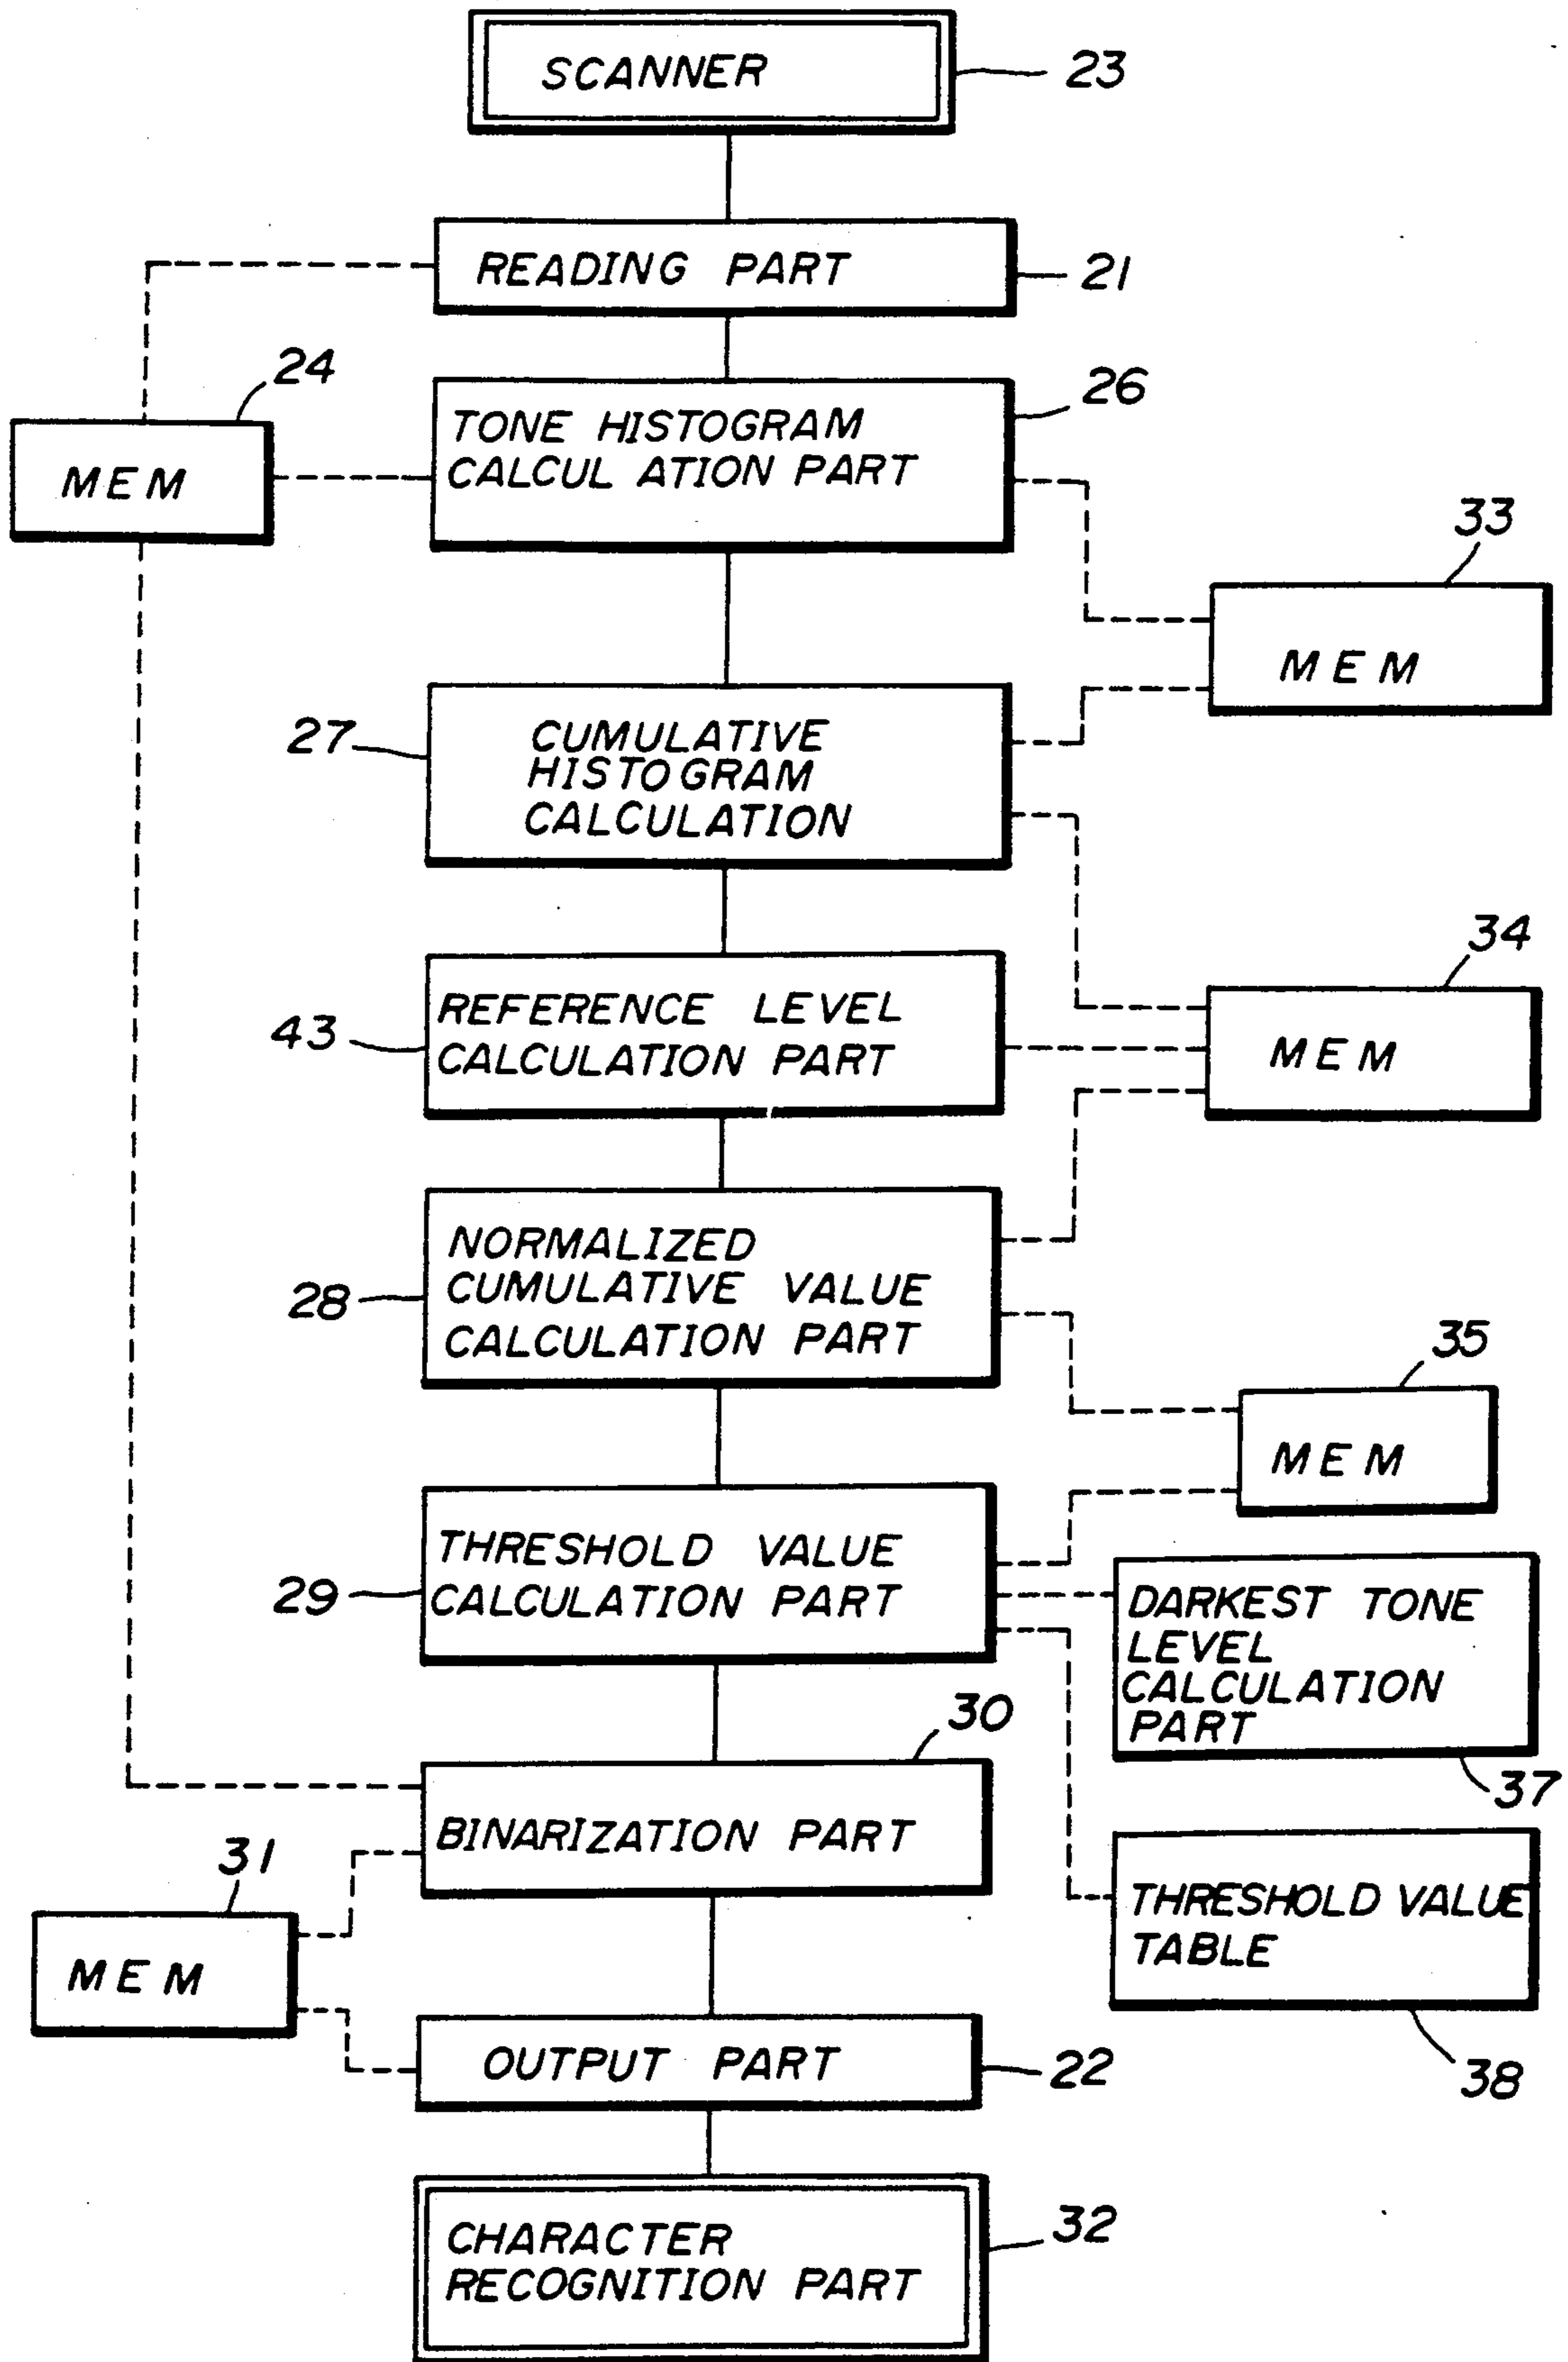 SCANNER
23
READING PART
21
24
MEM
TONE HISTOGRAM
CALCUL ATION PART
26
33
MEM
27
CUMULATIVE
HISTOGRAM
CALCULATION
34
MEM
43
REFERENCE LEVEL
CALCULATION PART
28
NORMALIZED
CUMULATIVE VALUE
CALCULATION PART
35
MEM
29
THRESHOLD VALUE
CALCULATION PART
DARKEST TONE
LEVEL
CALCULATION
PART
37
30
BINARIZATION PART
31
MEM
THRESHOLD VALUE
TABLE
38
OUTPUT PART
22
CHARACTER
RECOGNITION PART
32